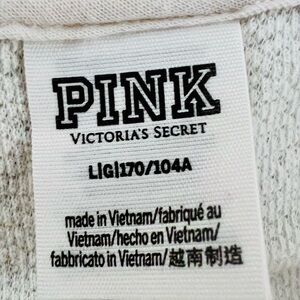 PINK
VICTORIA'S SECRET
L|G|170/104A
made in Vietnam/fabriqué au
Vietnam/hecho en Vietnam/
fabbricato in Vietnam/越南制造